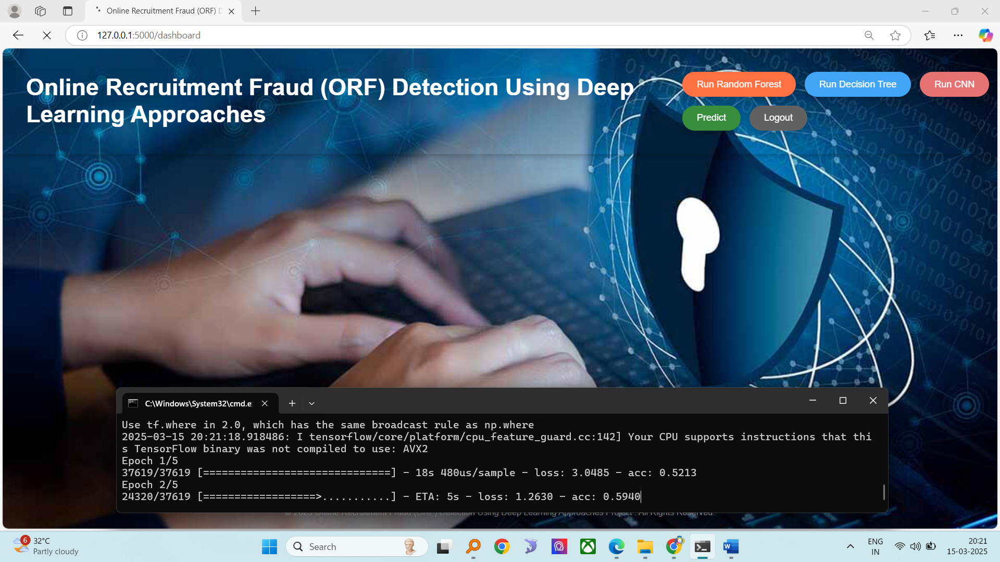 Online Recruitment Fraud (ORF) D
127.0.0.1:5000/dashboard
Online Recruitment Fraud (ORF) Detection Using Deep
Learning Approaches
Run Random Forest
Run Decision Tree
Run CNN
Predict
Logout
C:\Windows\System32\cmd.e
Use tf.where in 2.0, which has the same broadcast rule as np.where
2025-03-15 20:21:18.918486: I tensorflow/core/platform/cpu_feature_guard.cc:142] Your CPU supports instructions that thi
s TensorFlow binary was not compiled to use: AVX2
Epoch 1/5
37619/37619 [==============================] - 18s 480us/sample - loss: 3.0485 - acc: 0.5213
Epoch 2/5
24320/37619 [==================>...........] - ETA: 5s - loss: 1.2630 - acc: 0.5940
© 2025 Online Recruitment Fraud (ORF) Detection Using Deep Learning Approaches Project . All Rights Reserved.
6
32°C
Partly cloudy
Search
ENG
IN
20:21
15-03-2025